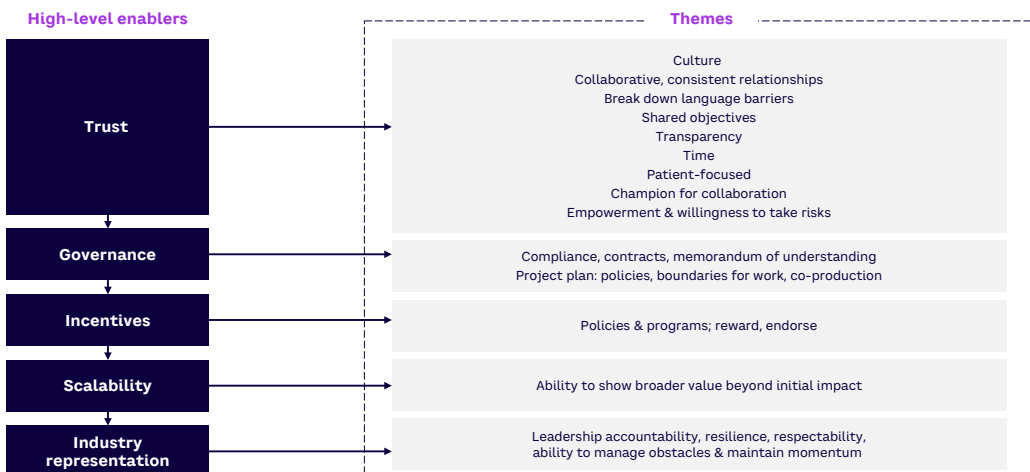 High-level enablers
Themes
Trust
Culture
Collaborative, consistent relationships
Break down language barriers
Shared objectives
Transparency
Time
Patient-focused
Champion for collaboration
Empowerment & willingness to take risks
Governance
Compliance, contracts, memorandum of understanding
Project plan: policies, boundaries for work, co-production
Incentives
Policies & programs; reward, endorse
Scalability
Ability to show broader value beyond initial impact
Industry
representation
Leadership accountability, resilience, respectability,
ability to manage obstacles & maintain momentum